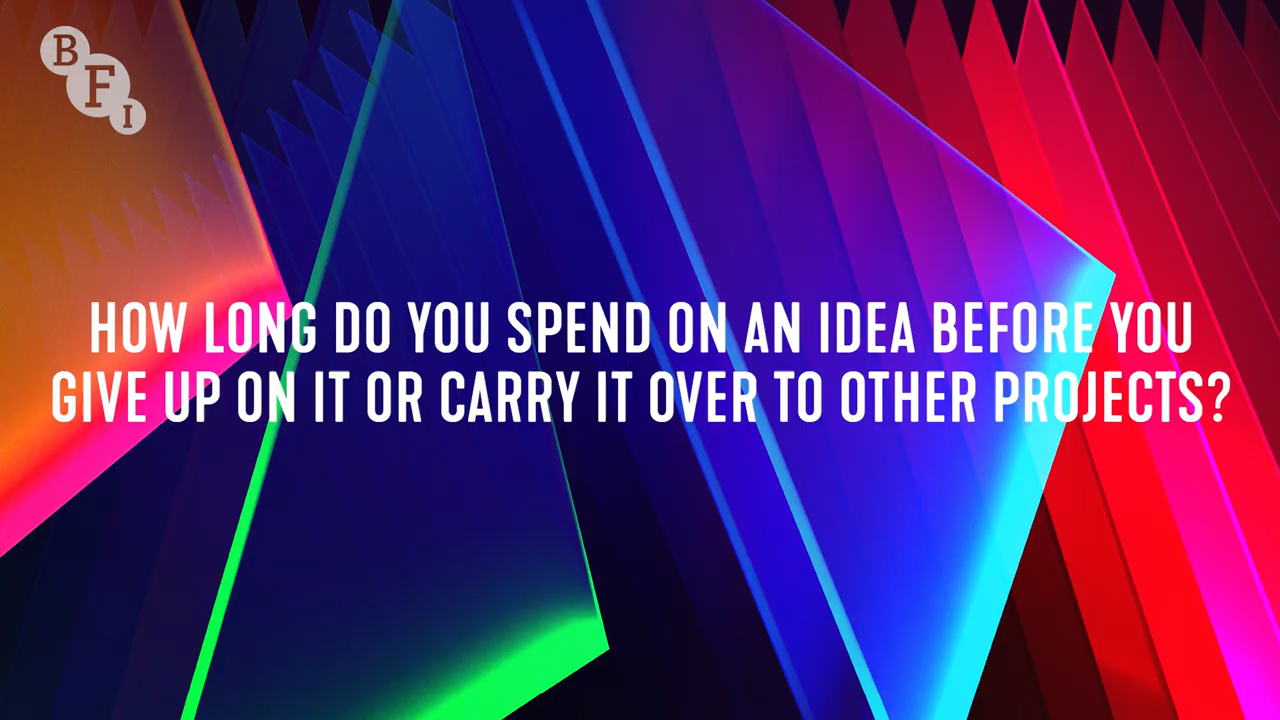 BFI
HOW LONG DO YOU SPEND ON AN IDEA BEFORE YOU
GIVE UP ON IT OR CARRY IT OVER TO OTHER PROJECTS?